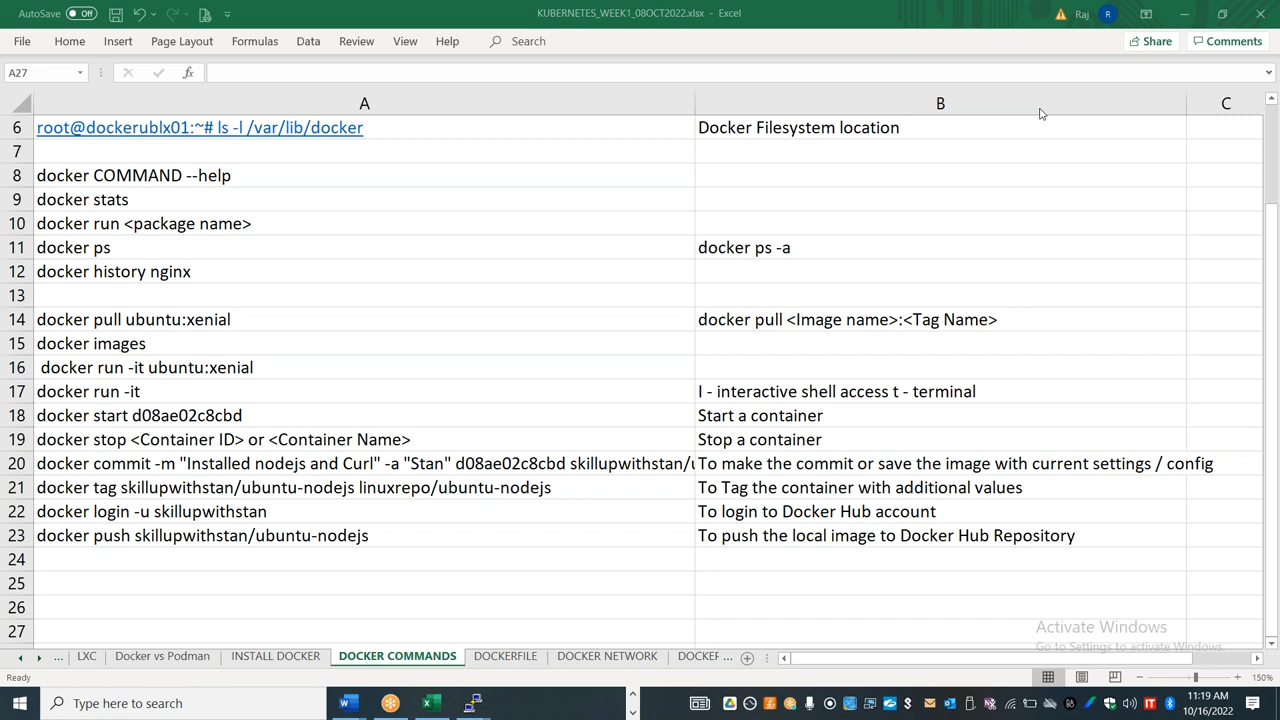 AutoSave Off
KUBERNETES_WEEK1_08OCT2022.xlsx - Excel
Raj R
File Home Insert Page Layout Formulas Data Review View Help Search Share Comments
A27 fx
A B C
6 root@dockerublx01:~# ls -l /var/lib/docker Docker Filesystem location
7
8 docker COMMAND --help
9 docker stats
10 docker run <package name>
11 docker ps docker ps -a
12 docker history nginx
13
14 docker pull ubuntu:xenial docker pull <Image name>:<Tag Name>
15 docker images
16 docker run -it ubuntu:xenial
17 docker run -it I - interactive shell access t - terminal
18 docker start d08ae02c8cbd Start a container
19 docker stop <Container ID> or <Container Name> Stop a container
20 docker commit -m "Installed nodejs and Curl" -a "Stan" d08ae02c8cbd skillupwithstan/u To make the commit or save the image with current settings / config
21 docker tag skillupwithstan/ubuntu-nodejs linuxrepo/ubuntu-nodejs To Tag the container with additional values
22 docker login -u skillupwithstan To login to Docker Hub account
23 docker push skillupwithstan/ubuntu-nodejs To push the local image to Docker Hub Repository
24
25
26
27
Activate Windows
Go to Settings to activate Windows.
... LXC Docker vs Podman INSTALL DOCKER DOCKER COMMANDS DOCKERFILE DOCKER NETWORK DOCKEF ...
Ready 150%
Type here to search
11:19 AM
10/16/2022